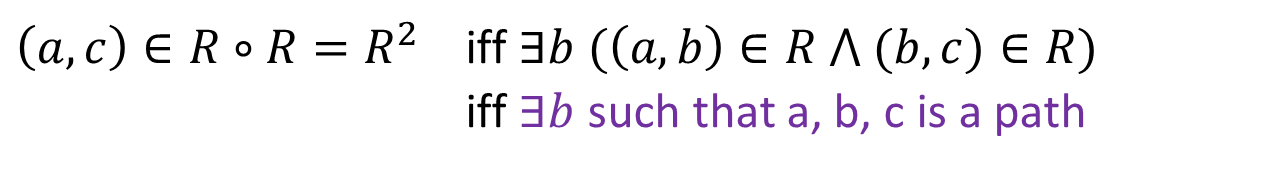 (a, c) ∈ R ∘ R = R² iff ∃b ((a, b) ∈ R ∧ (b, c) ∈ R)
iff ∃b such that a, b, c is a path